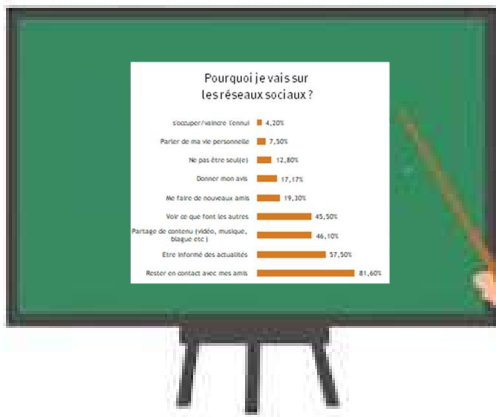 Pourquoi je vais sur
les réseaux sociaux ?
s'occuper/vaincre l'ennui 4,20%
Parler de ma vie personnelle 7,50%
Ne pas être seul(e) 12,80%
Donner mon avis 17,17%
Me faire de nouveaux amis 19,30%
Voir ce que font les autres 45,50%
Partage de contenu (vidéo, musique,
blague etc) 46,10%
Etre informé des actualités 57,50%
Rester en contact avec mes amis 81,60%